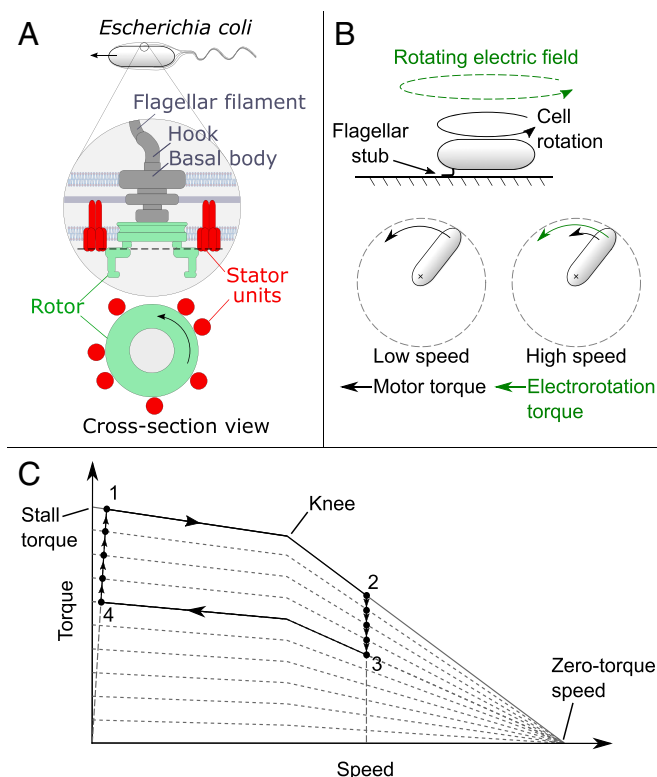 A
Escherichia coli
Flagellar filament
Hook
Basal body
Stator
units
Rotor
Cross-section view
B
Rotating electric field
Flagellar
stub
Cell
rotation
Low speed
High speed
Motor torque
Electrorotation
torque
C
1
Knee
Stall
torque
2
4
3
Torque
Zero-torque
speed
Speed